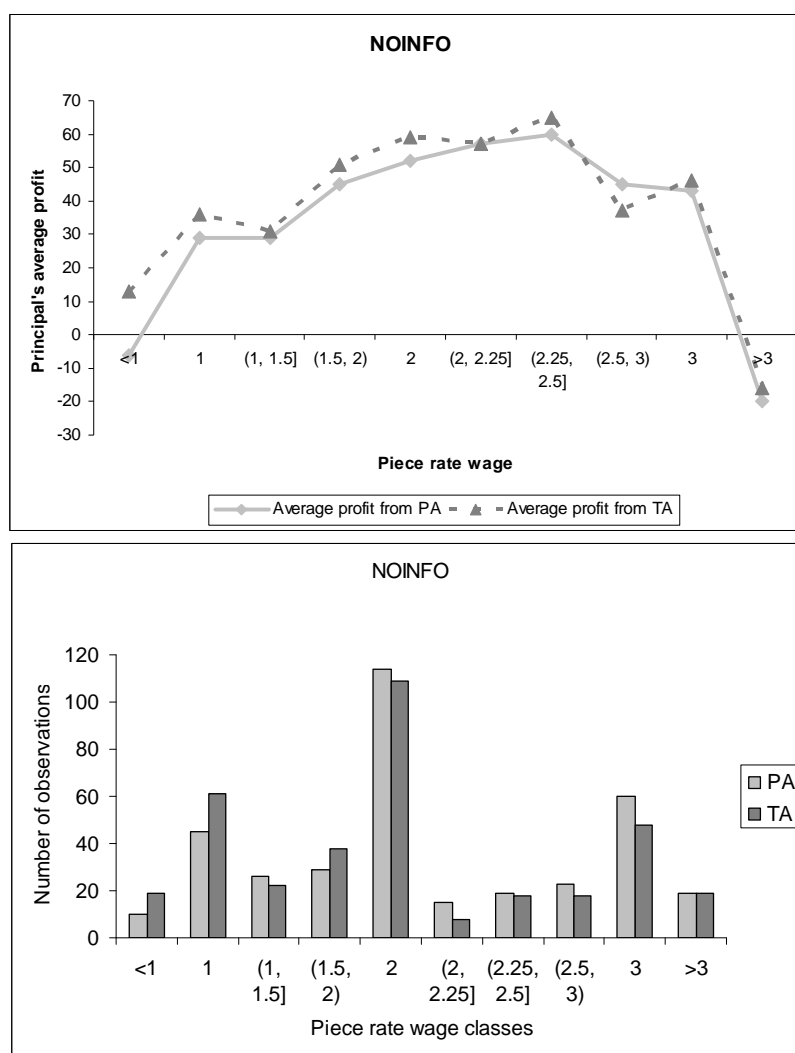 NOINFO
70
60
50
40
30
20
10
0
-10
-20
-30
Principal's average profit
<1 1 (1, 1.5] (1.5, 2) 2 (2, 2.25] (2.25, 2.5] (2.5, 3) 3 >3
Piece rate wage
Average profit from PA Average profit from TA
NOINFO
120
100
80
60
40
20
0
Number of observations
PA
TA
<1 1 (1, 1.5] (1.5, 2) 2 (2, 2.25] (2.25, 2.5] (2.5, 3) 3 >3
Piece rate wage classes